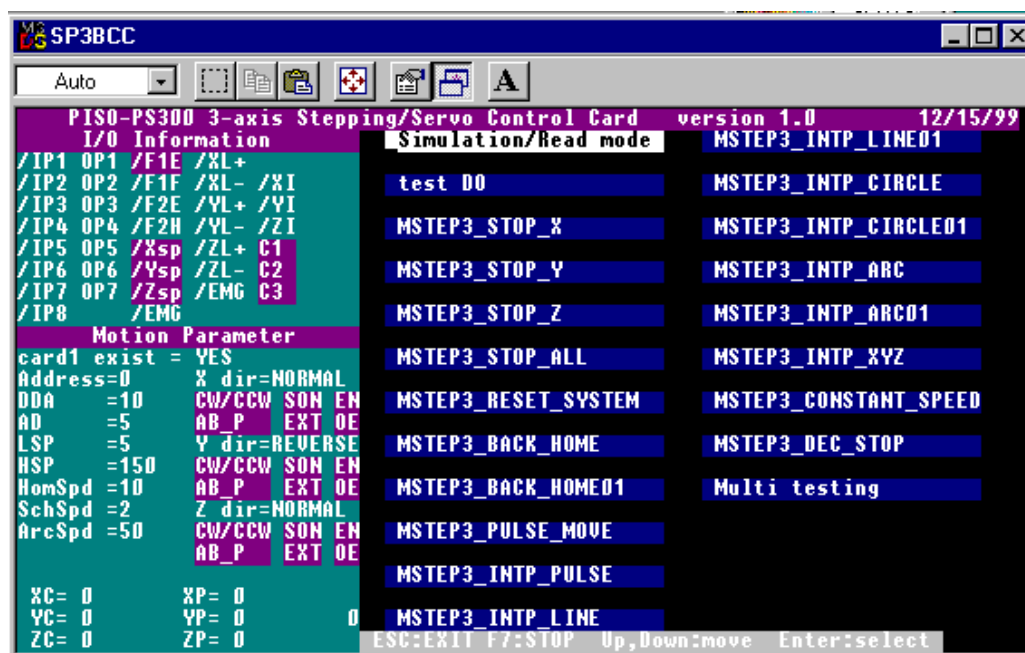 SP3BCC
Auto
A
PISO-PS300 3-axis Stepping/Servo Control Card version 1.0 12/15/99
I/O Information
/IP1 OP1 /F1E /XL+
/IP2 OP2 /F1F /XL- /XI
/IP3 OP3 /F2E /YL+ /YI
/IP4 OP4 /F2H /YL- /ZI
/IP5 OP5 /Xsp /ZL+ C1
/IP6 OP6 /Ysp /ZL- C2
/IP7 OP7 /Zsp /EMG C3
/IP8 /EMG
Motion Parameter
card1 exist = YES
Address=0 X dir=NORMAL
DDA =10 CW/CCW SON EN
AD =5 AB_P EXT OE
LSP =5 Y dir=REVERSE
HSP =150 CW/CCW SON EN
HomSpd =10 AB_P EXT OE
SchSpd =2 Z dir=NORMAL
ArcSpd =50 CW/CCW SON EN
AB_P EXT OE
XC= 0 XP= 0
YC= 0 YP= 0 0
ZC= 0 ZP= 0
Simulation/Read mode
test DO
MSTEP3_STOP_X
MSTEP3_STOP_Y
MSTEP3_STOP_Z
MSTEP3_STOP_ALL
MSTEP3_RESET_SYSTEM
MSTEP3_BACK_HOME
MSTEP3_BACK_HOME01
MSTEP3_PULSE_MOVE
MSTEP3_INTP_PULSE
MSTEP3_INTP_LINE
MSTEP3_INTP_LINE01
MSTEP3_INTP_CIRCLE
MSTEP3_INTP_CIRCLE01
MSTEP3_INTP_ARC
MSTEP3_INTP_ARC01
MSTEP3_INTP_XYZ
MSTEP3_CONSTANT_SPEED
MSTEP3_DEC_STOP
Multi testing
ESC:EXIT F7:STOP Up,Down:move Enter:select